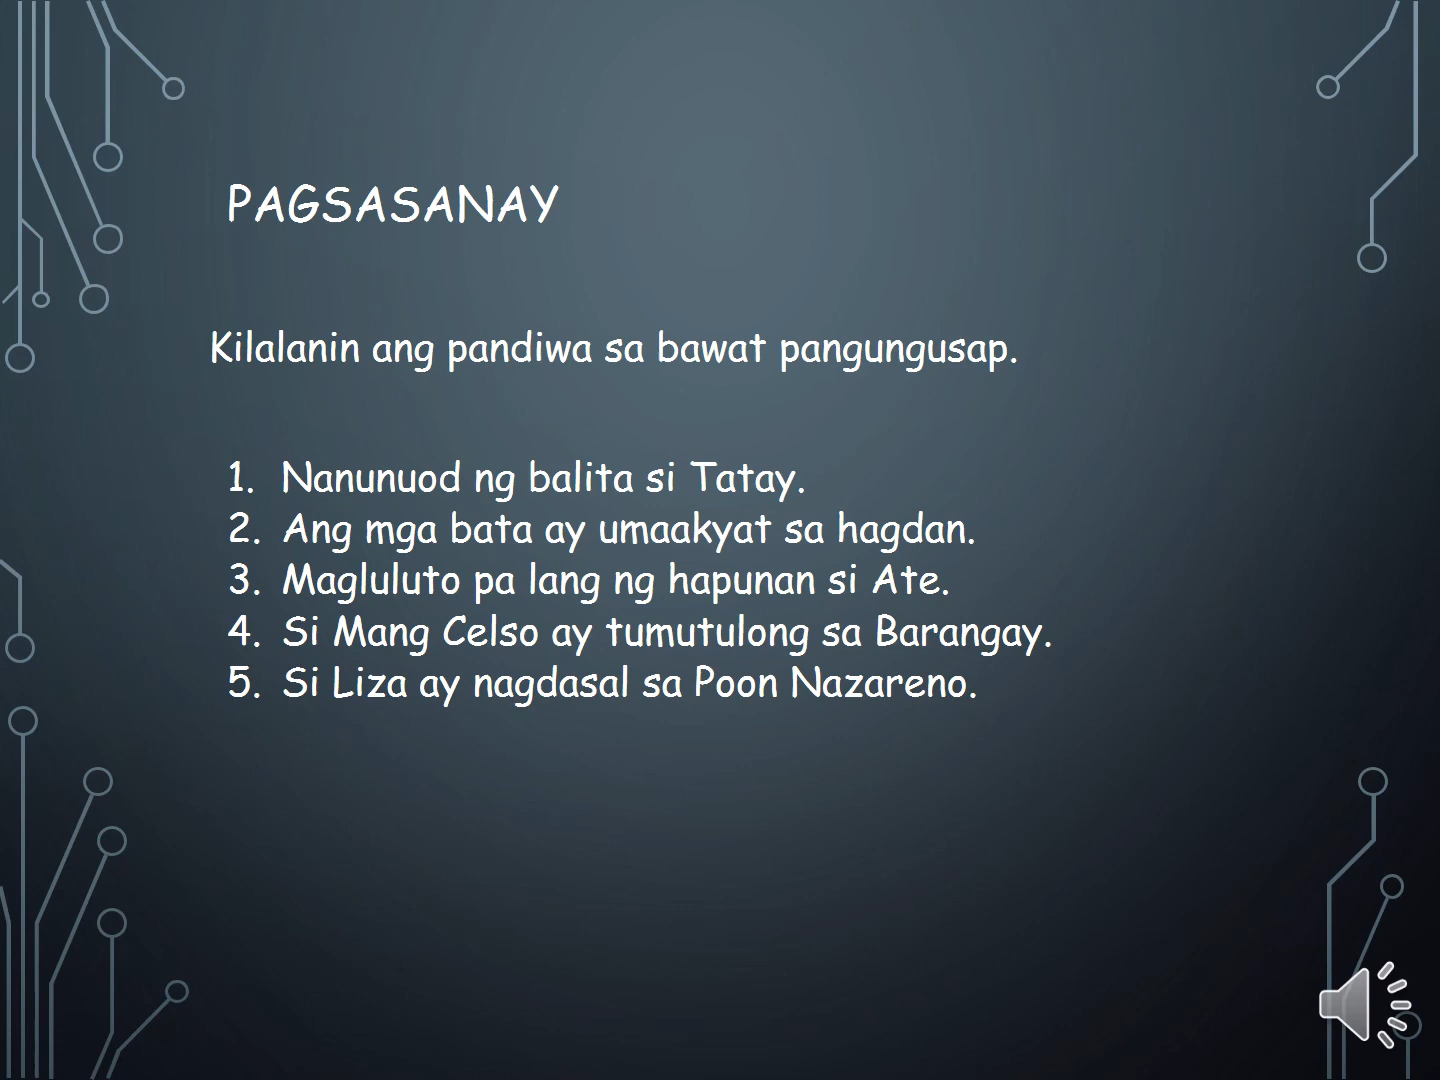 PAGSASANAY
Kilalanin ang pandiwa sa bawat pangungusap.
1. Nanunuod ng balita si Tatay.
2. Ang mga bata ay umaakyat sa hagdan.
3. Magluluto pa lang ng hapunan si Ate.
4. Si Mang Celso ay tumutulong sa Barangay.
5. Si Liza ay nagdasal sa Poon Nazareno.